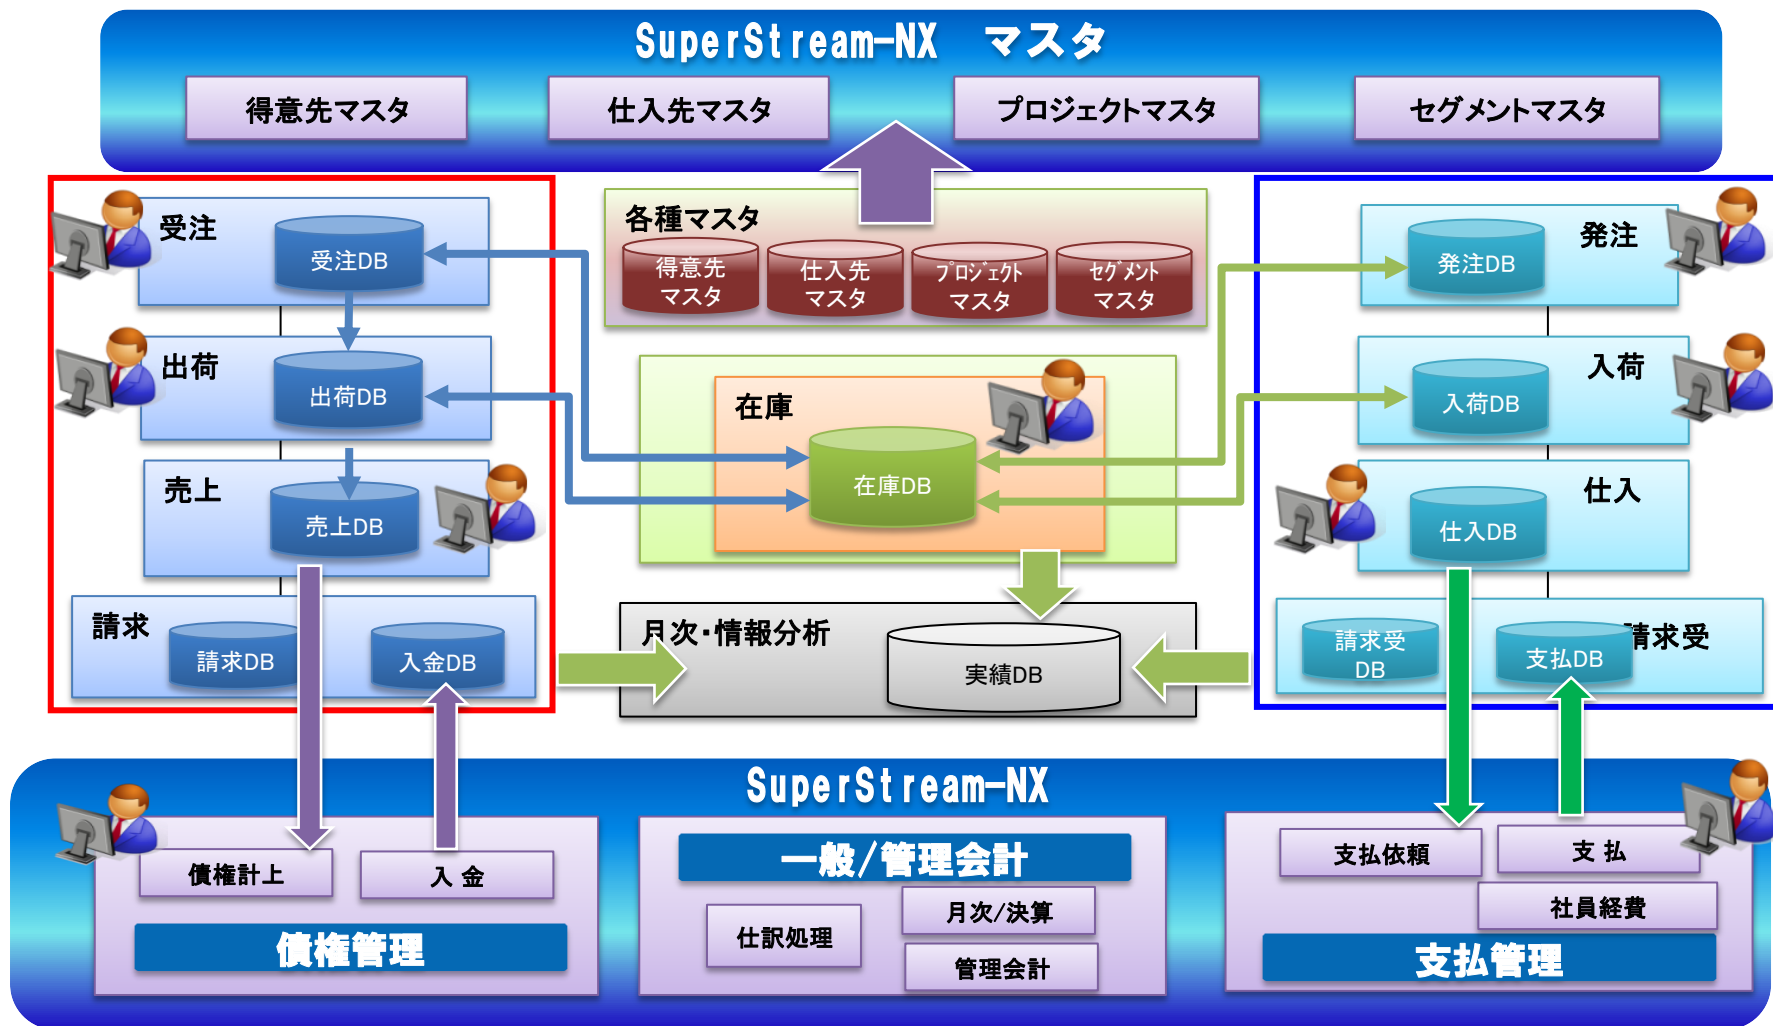 SuperStream-NX マスタ
得意先マスタ
仕入先マスタ
プロジェクトマスタ
セグメントマスタ
受注
受注DB
出荷
出荷DB
売上
売上DB
請求
請求DB
入金DB
各種マスタ
得意先
マスタ
仕入先
マスタ
プロジェクト
マスタ
セグメント
マスタ
在庫
在庫DB
月次・情報分析
実績DB
発注
発注DB
入荷
入荷DB
仕入
仕入DB
請求受
請求受
DB
支払DB
SuperStream-NX
債権計上
入 金
債権管理
一般/管理会計
仕訳処理
月次/決算
管理会計
支払依頼
支 払
社員経費
支払管理